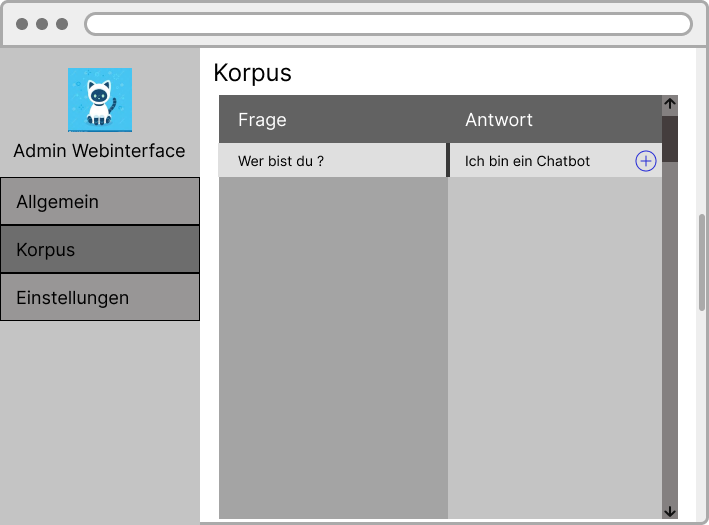 Korpus
Admin Webinterface
Allgemein
Korpus
Einstellungen
Frage
Antwort
Wer bist du ?
Ich bin ein Chatbot